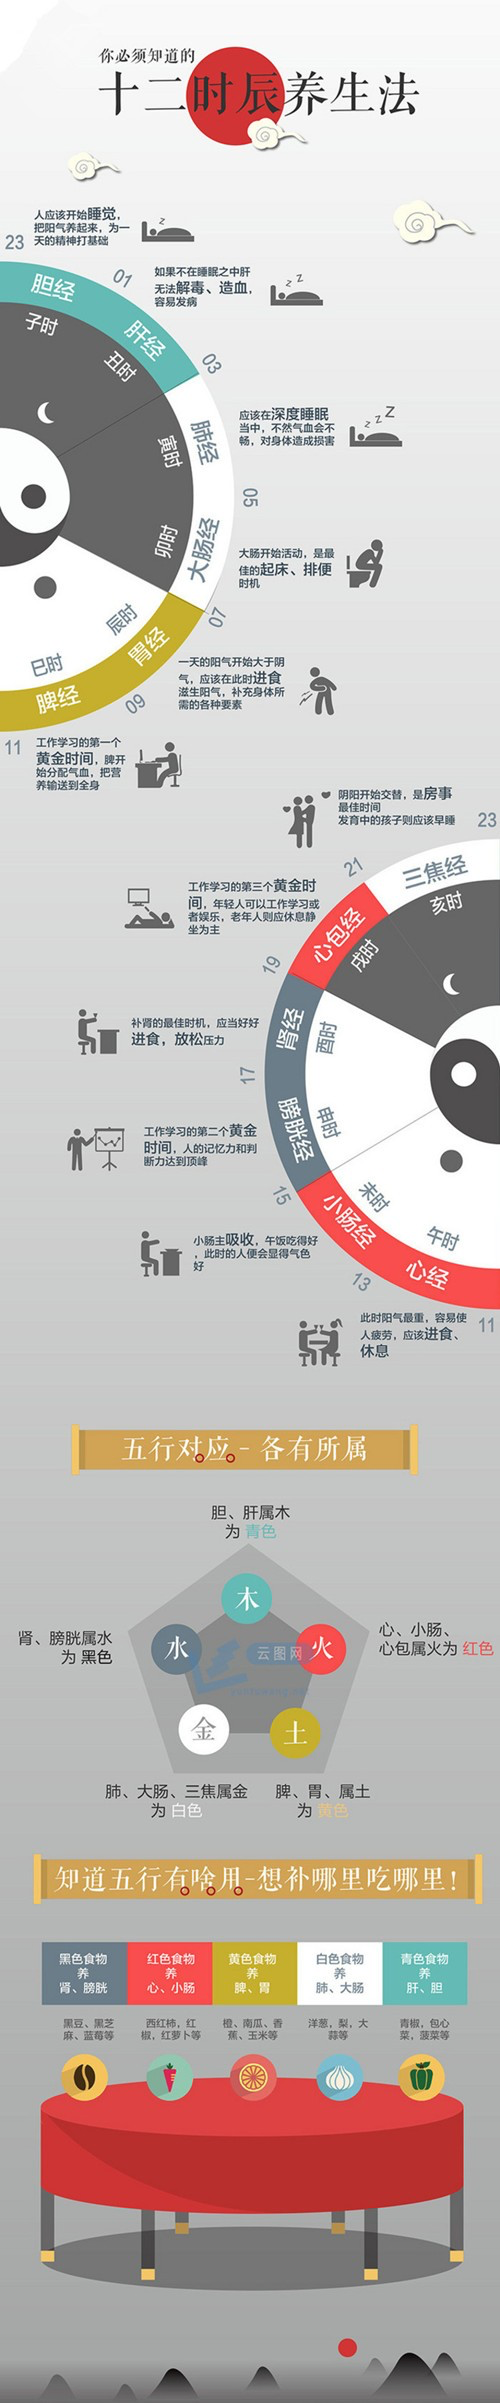 你必须知道的
十二时辰养生法
人应该开始睡觉，
把阳气养起来，为一
天的精神打基础
23
01
如果不在睡眠之中肝
无法解毒、造血，
容易发病
胆经
肝经
子时
丑时
03
应该在深度睡眠
当中，不然气血会不
畅，对身体造成损害
肺经
寅时
05
大肠经
卯时
大肠开始活动，是最
佳的起床、排便
时机
07
辰时
胃经
一天的阳气开始大于阴
气，应该在此时进食
滋生阳气，补充身体所
需的各种要素
巳时
脾经
09
11
工作学习的第一个
黄金时间，脾开
始分配气血，把营
养输送到全身
阴阳开始交替，是房事
最佳时间
发育中的孩子则应该早睡
23
21
三焦经
亥时
工作学习的第三个黄金时
间，年轻人可以工作学习或
者娱乐，老年人则应休息静
坐为主
心包经
戌时
19
补肾的最佳时机，应当好好
进食，放松压力
肾经
酉时
17
工作学习的第二个黄金
时间，人的记忆力和判
断力达到顶峰
膀胱经
申时
15
小肠主吸收，午饭吃得好
，此时的人便会显得气色
好
未时
小肠经
午时
心经
13
11
此时阳气最重，容易使
人疲劳，应该进食、
休息
五行对应 - 各有所属
胆、肝属木
为 青色
木
肾、膀胱属水
为 黑色
水
火
心、小肠、
心包属火为 红色
云图网
金
土
肺、大肠、三焦属金
为 白色
脾、胃、属土
为 黄色
知道五行有啥用-想补哪里吃哪里！
黑色食物
养
肾、膀胱
红色食物
养
心、小肠
黄色食物
养
脾、胃
白色食物
养
肺、大肠
青色食物
养
肝、胆
黑豆、黑芝
麻、蓝莓等
西红柿，红
椒，红萝卜等
橙、南瓜、香
蕉、玉米等
洋葱，梨，大
蒜等
青椒，包心
菜，菠菜等